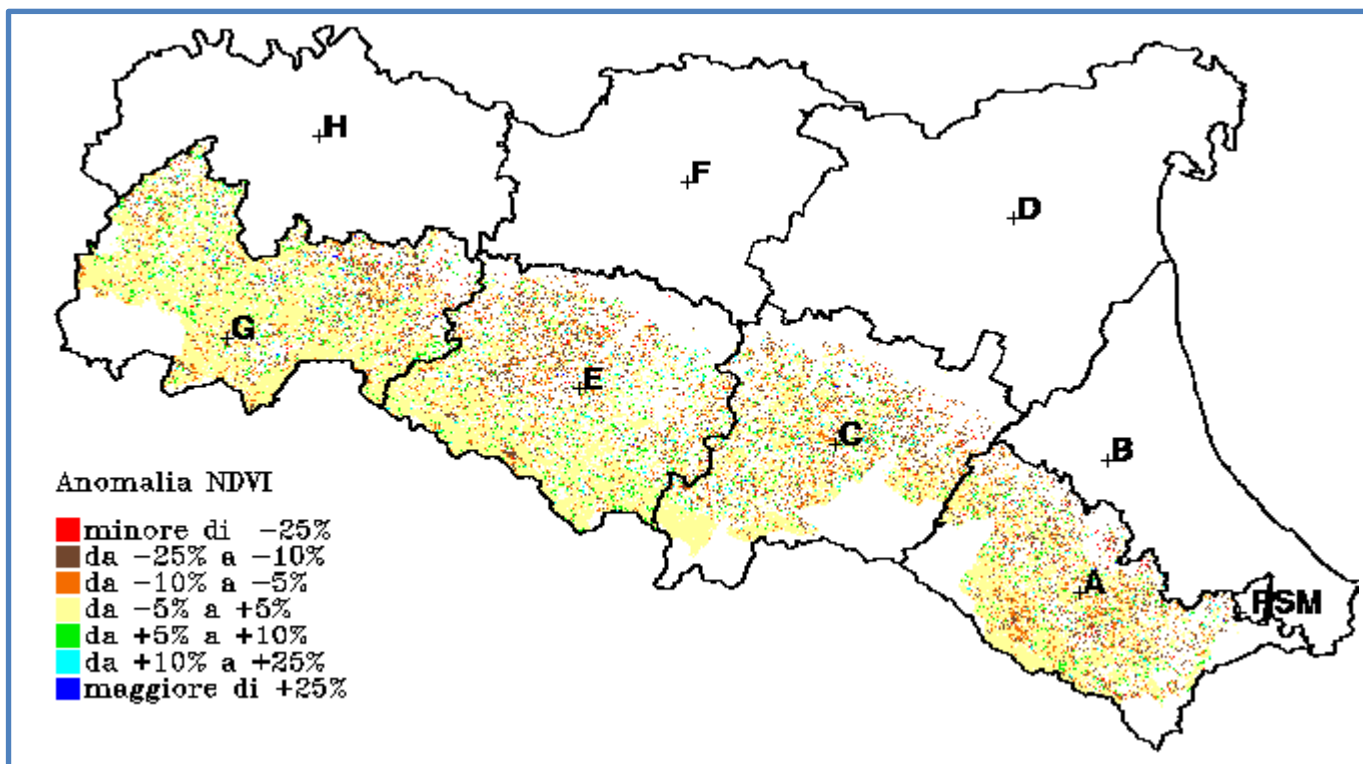 H
F
D
G
E
C
B
A
RSM
Anomalia NDVI
minore di -25%
da -25% a -10%
da -10% a -5%
da -5% a +5%
da +5% a +10%
da +10% a +25%
maggiore di +25%